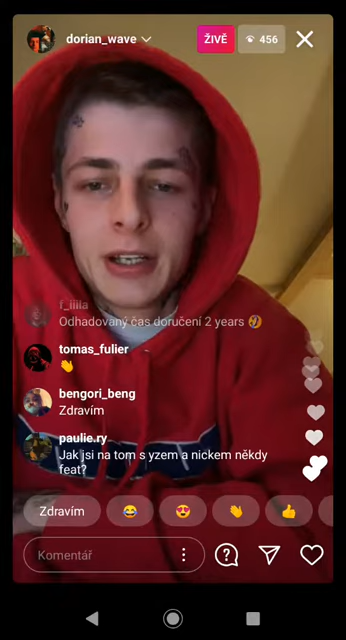 dorian_wave
ŽIVĚ
456
f_iiila
Odhadovaný čas doručení 2 years 🤣
tomas_fulier
👋
bengori_beng
Zdravím
paulie.ry
Jak jsi na tom s yzem a nickem někdy
feat?
Zdravím 😂 😍 👋 👍
Komentář